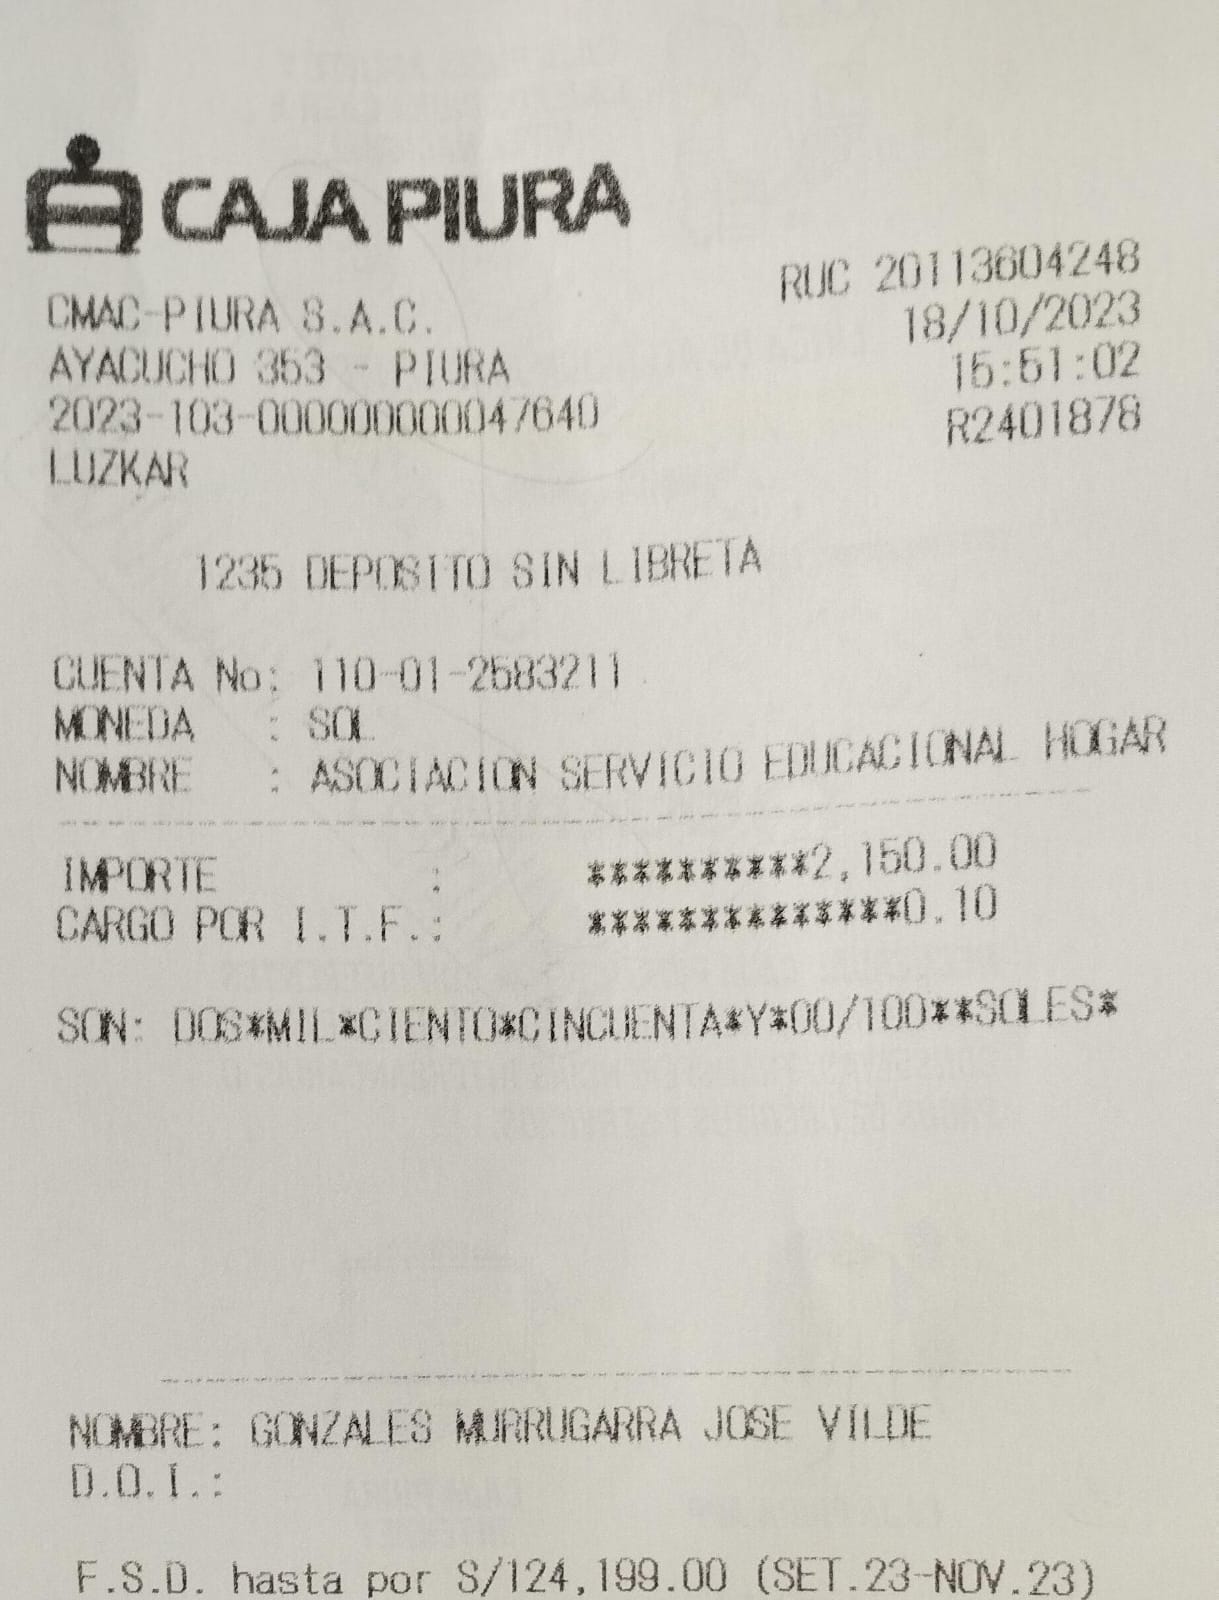 CAJA PIURA
RUC 20113604248
CMAC-PIURA S.A.C.
18/10/2023
AYACUCHO 353 - PIURA
15:51:02
2023-103-000000000047640
R2401878
LUZKAR
1235 DEPOSITO SIN LIBRETA
CUENTA No: 110-01-2583211
MONEDA : SOL
NOMBRE : ASOCIACION SERVICIO EDUCACIONAL HOGAR
IMPORTE : **********2,150.00
CARGO POR I.T.F.: **************0.10
SON: DOS*MIL*CIENTO*CINCUENTA*Y*00/100**SOLES*
NOMBRE: GONZALES MURRUGARRA JOSE VILDE
D.O.I.:
F.S.D. hasta por S/124,199.00 (SET.23-NOV.23)